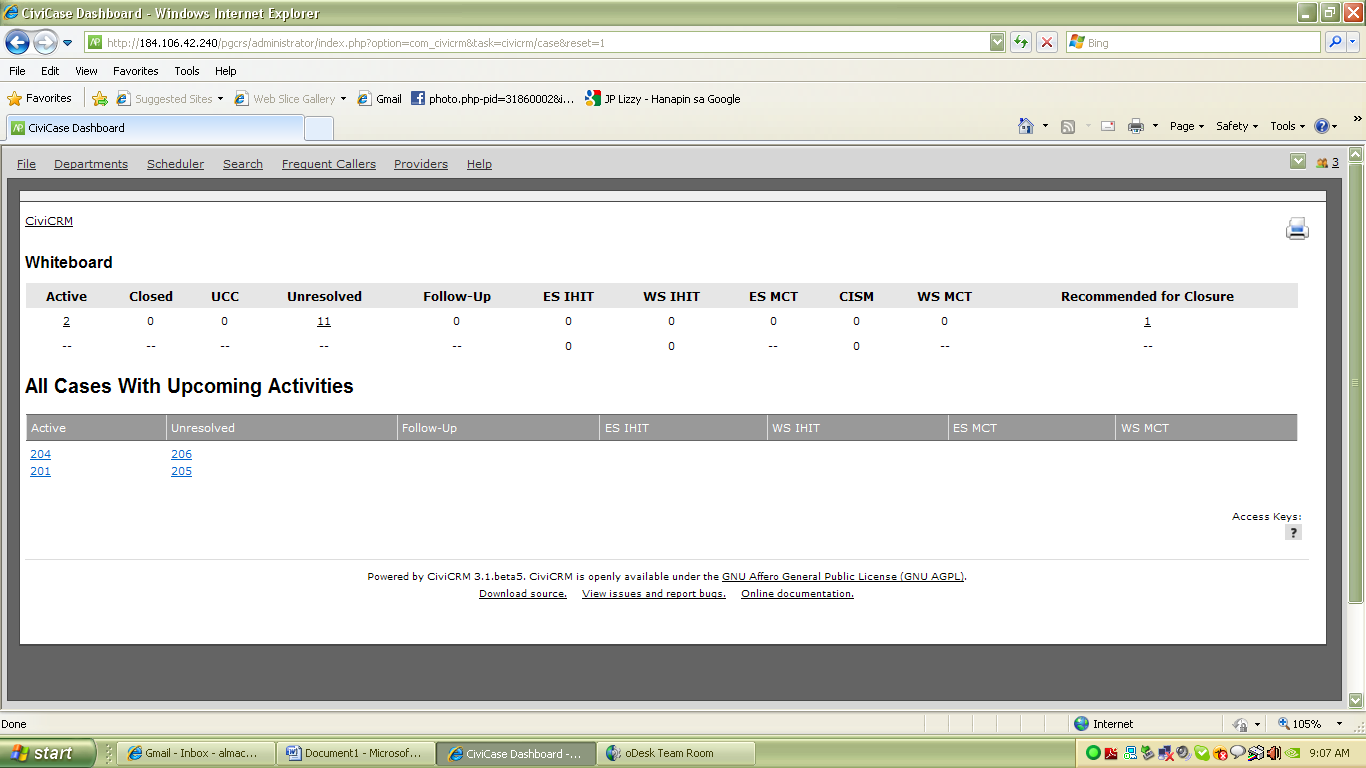 CiviCase Dashboard - Windows Internet Explorer
http://184.106.42.240/pgcrs/administrator/index.php?option=com_civicrm&task=civicrm/case&reset=1 Bing
File Edit View Favorites Tools Help
Favorites Suggested Sites Web Slice Gallery Gmail photo.php-pid=31860002&i... JP Lizzy - Hanapin sa Google
CiviCase Dashboard Page Safety Tools »
File Departments Scheduler Search Frequent Callers Providers Help 3
CiviCRM
Whiteboard
Active Closed UCC Unresolved Follow-Up ES IHIT WS IHIT ES MCT CISM WS MCT Recommended for Closure
2 0 0 11 0 0 0 0 0 0 1
-- -- -- -- -- 0 0 -- 0 -- --
All Cases With Upcoming Activities
Active Unresolved Follow-Up ES IHIT WS IHIT ES MCT WS MCT
204 206
201 205
Access Keys:
?
Powered by CiviCRM 3.1.beta5. CiviCRM is openly available under the GNU Affero General Public License (GNU AGPL).
Download source. View issues and report bugs. Online documentation.
Done Internet 105%
start Gmail - Inbox - almac... Document1 - Microsof... CiviCase Dashboard -... oDesk Team Room 9:07 AM